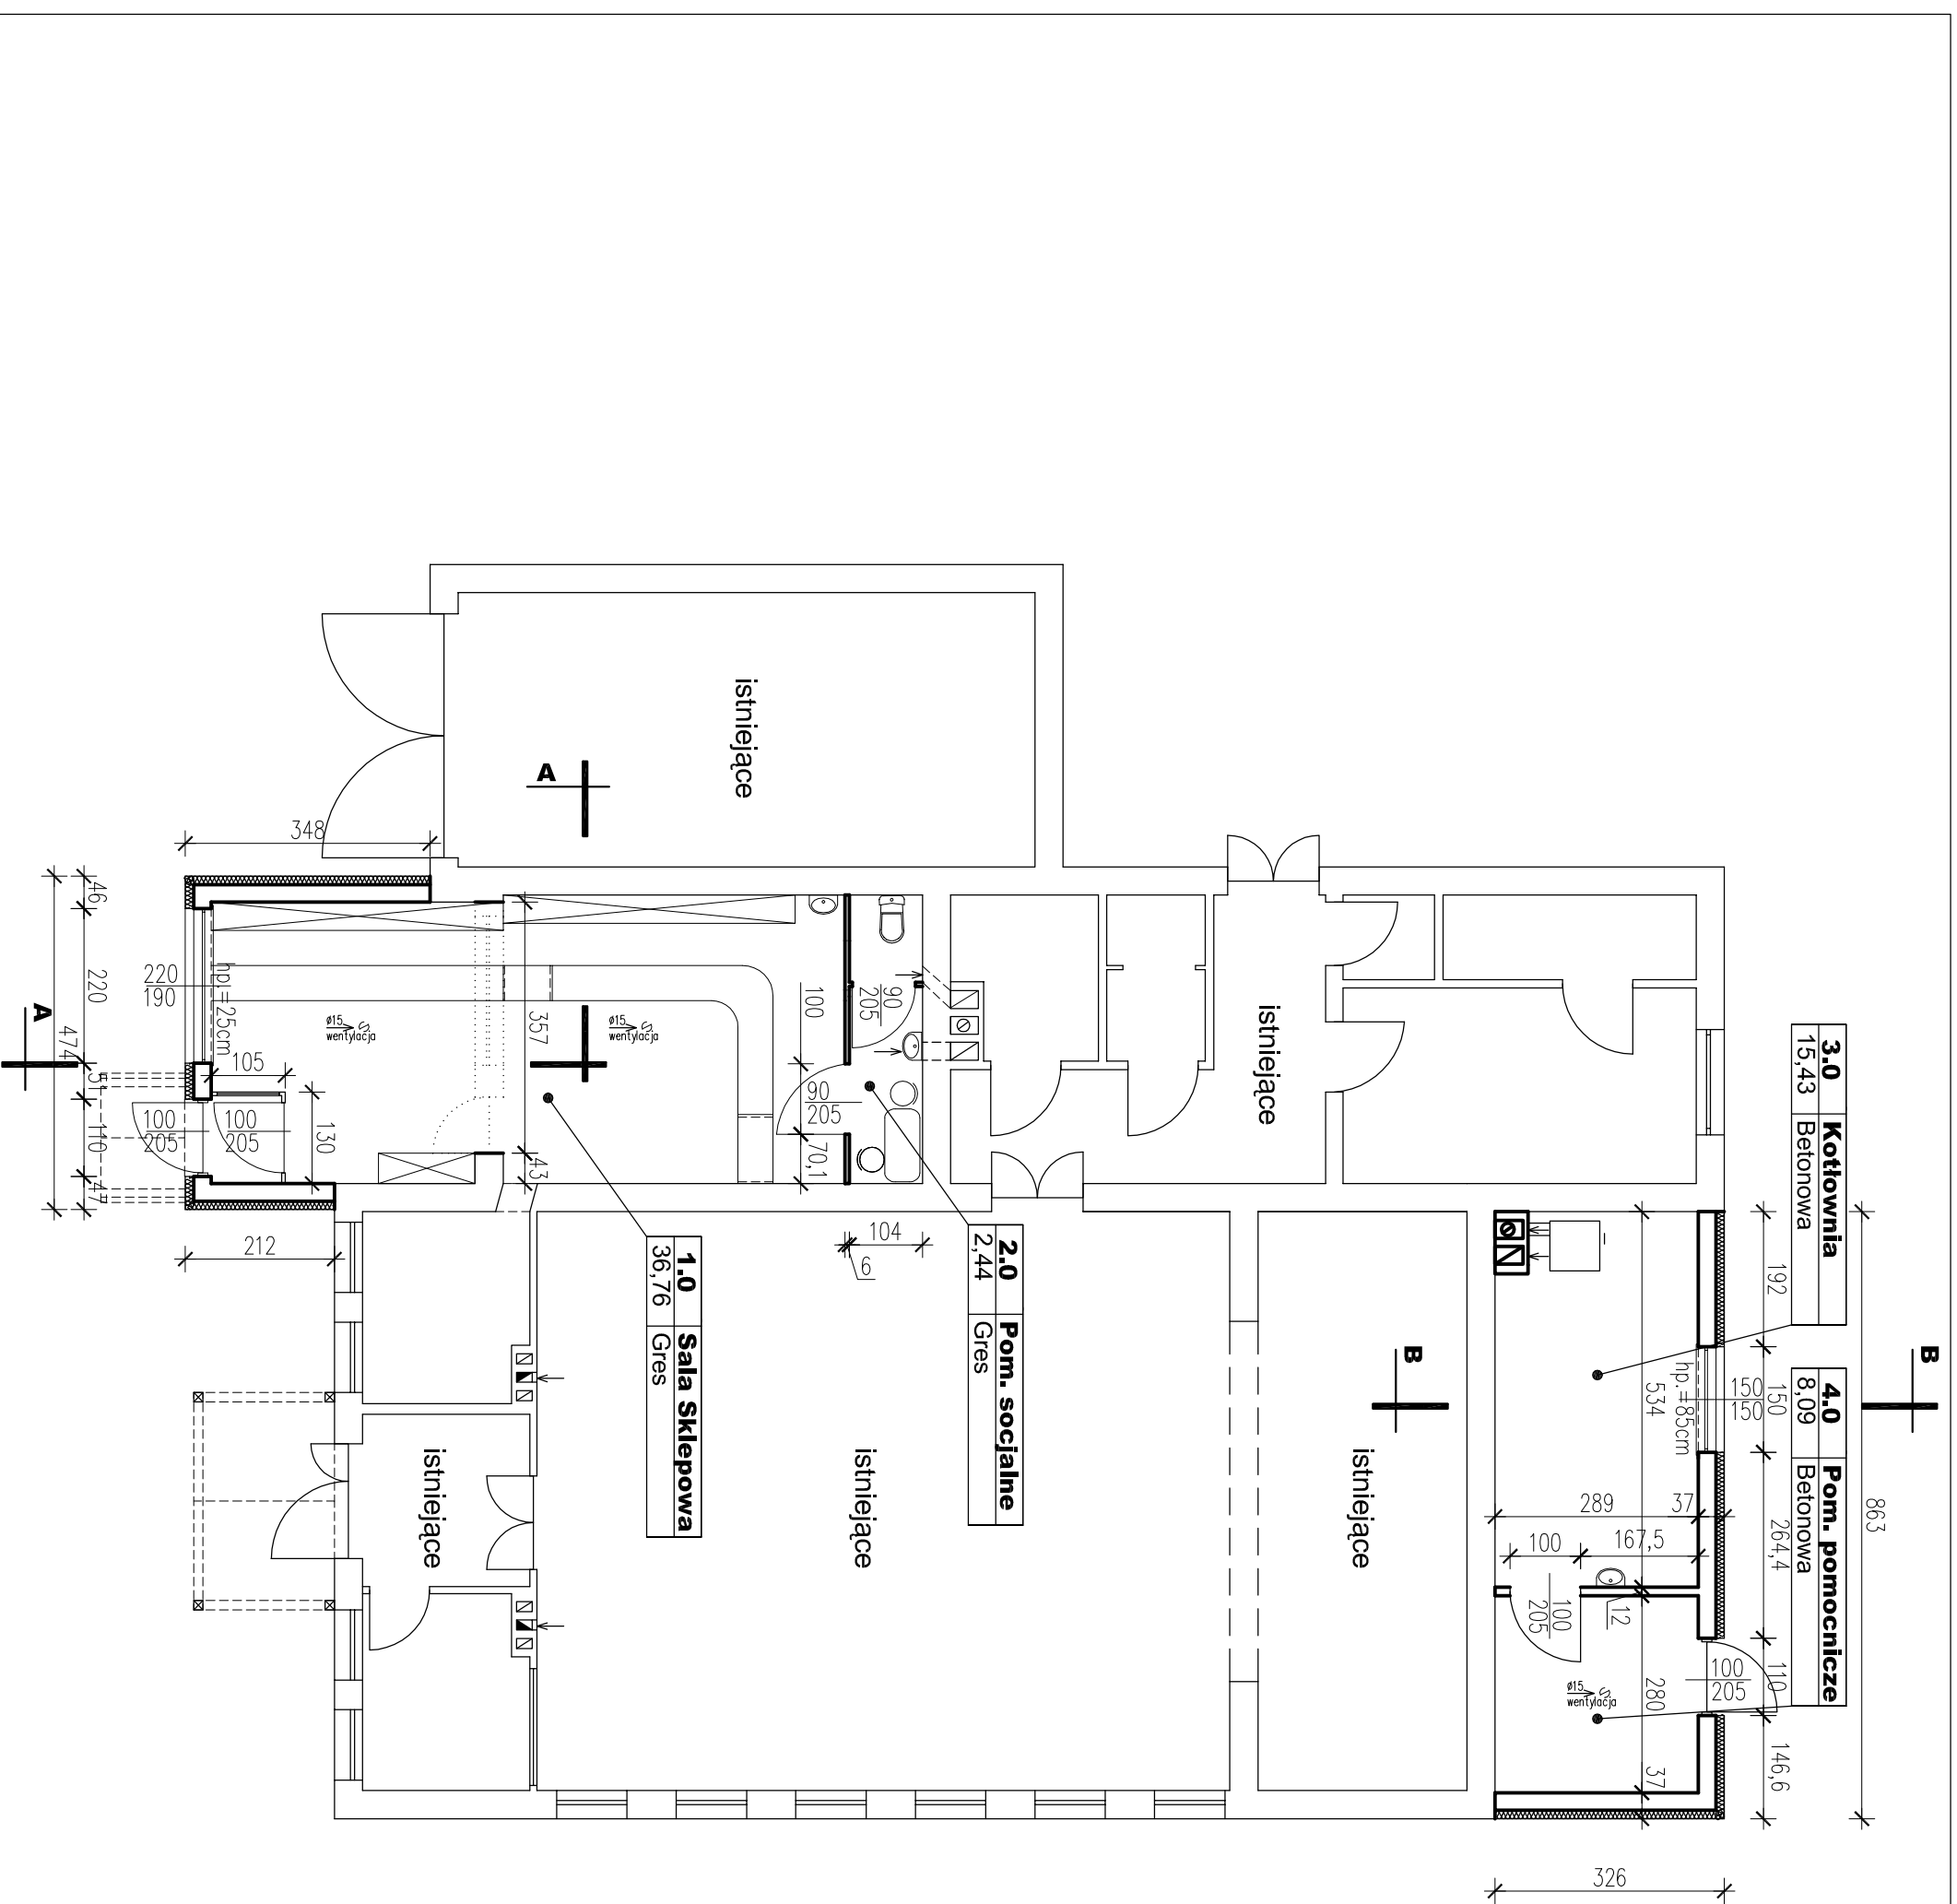 istniejące
A
348
46
220
474
51
110
47
A
220
190
hp.=25cm
105
130
100
205
100
205
212
ø15
wentylacja
ø15
wentylacja
357
43
100
90
205
70,1
90
205
104
6
istniejące
1.0 Sala Sklepowa
36,76 Gres
2.0 Pom. socjalne
2,44 Gres
3.0 Kotłownia
15,43 Betonowa
4.0 Pom. pomocnicze
8,09 Betonowa
istniejące
istniejące
istniejące
B
B
192
150
264,4
110
146,6
863
150
150
hp.=85cm
534
289
37
100
167,5
100
205
12
100
205
280
37
ø15
wentylacja
326